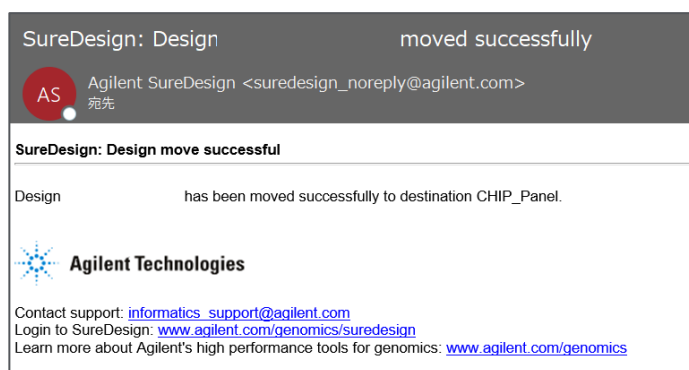 SureDesign: Design moved successfully
AS
Agilent SureDesign <suredesign_noreply@agilent.com>
宛先
SureDesign: Design move successful
Design has been moved successfully to destination CHIP_Panel.
Agilent Technologies
Contact support: informatics_support@agilent.com
Login to SureDesign: www.agilent.com/genomics/suredesign
Learn more about Agilent's high performance tools for genomics: www.agilent.com/genomics